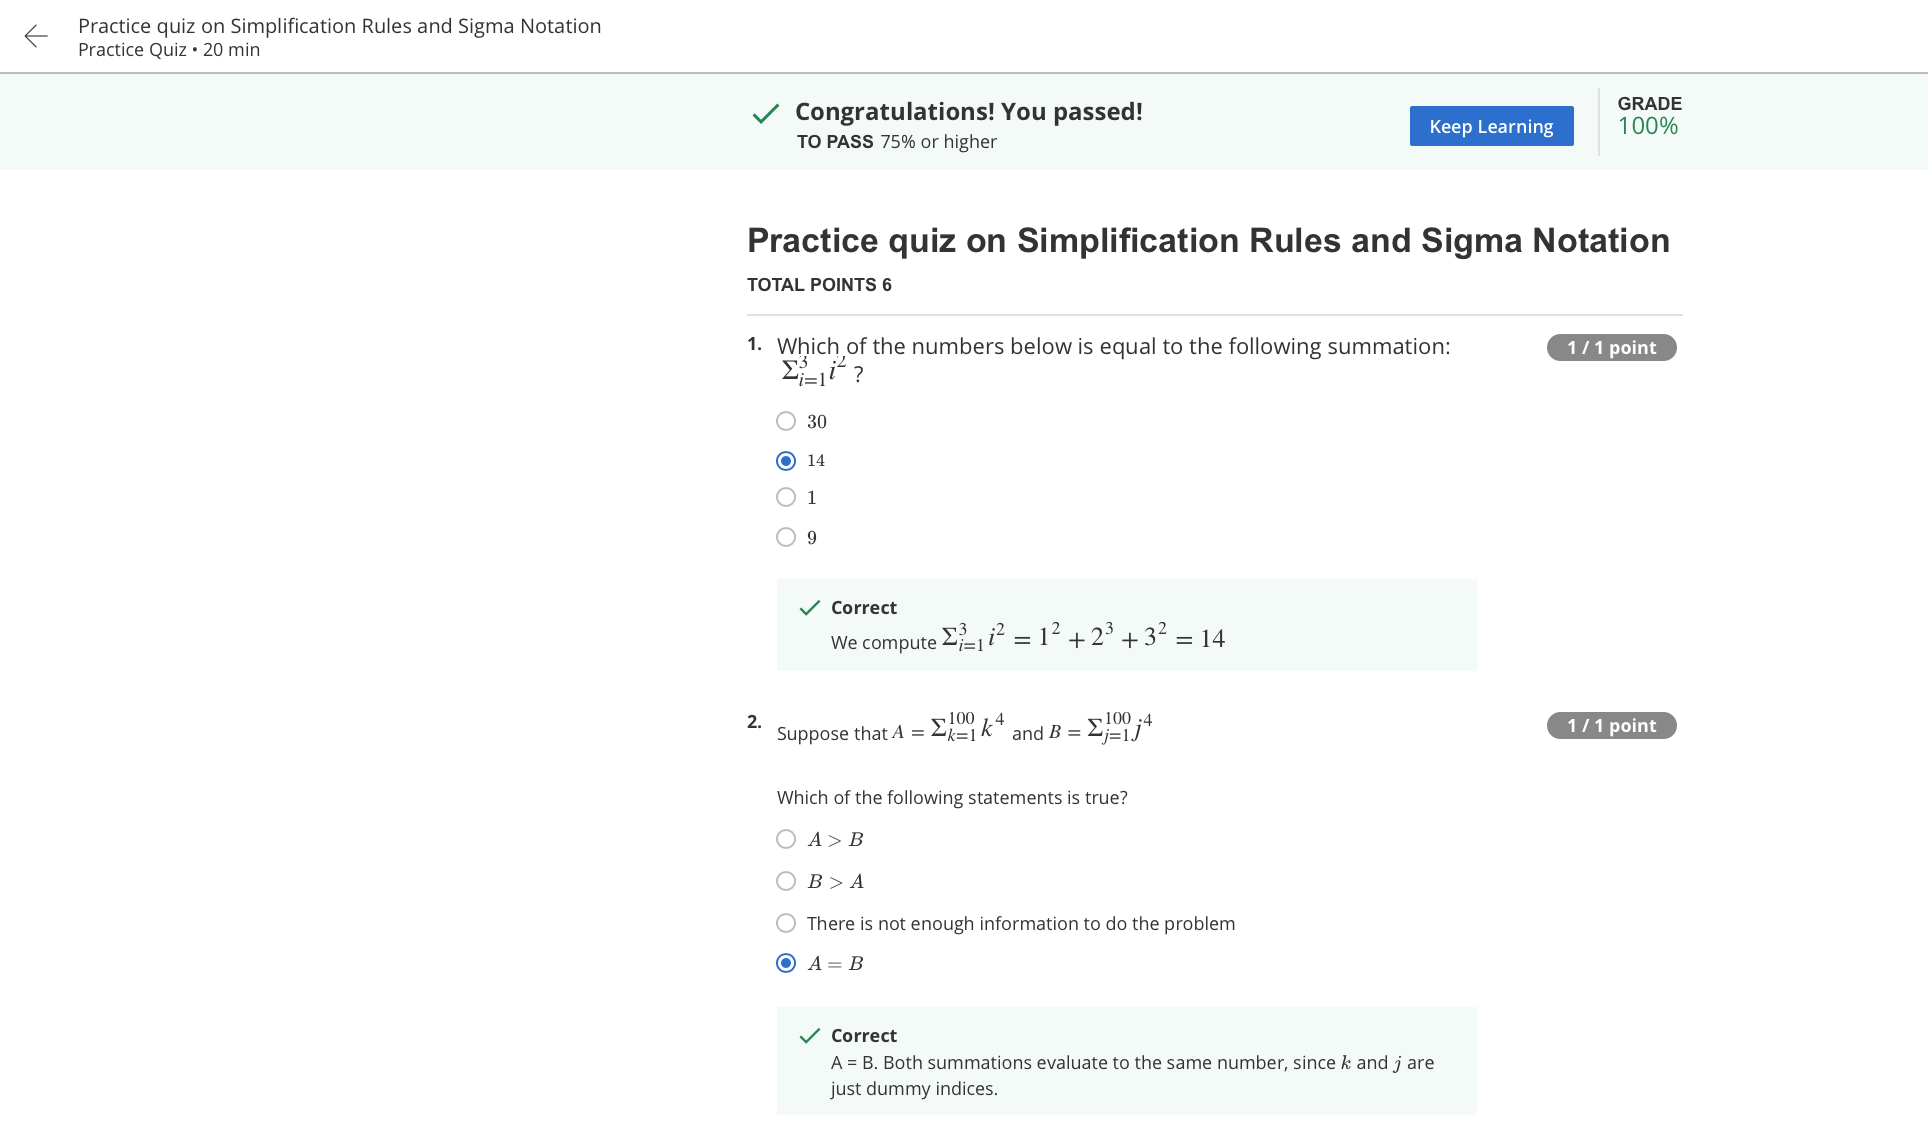 Practice quiz on Simplification Rules and Sigma Notation
Practice Quiz • 20 min
Congratulations! You passed!
TO PASS 75% or higher
Keep Learning
GRADE
100%
Practice quiz on Simplification Rules and Sigma Notation
TOTAL POINTS 6
1. Which of the numbers below is equal to the following summation:
Σ_{i=1}^{3} i^2 ?
1 / 1 point
30
14
1
9
Correct
We compute Σ_{i=1}^{3} i^2 = 1^2 + 2^3 + 3^2 = 14
2. Suppose that A = Σ_{k=1}^{100} k^4 and B = Σ_{j=1}^{100} j^4
1 / 1 point
Which of the following statements is true?
A > B
B > A
There is not enough information to do the problem
A = B
Correct
A = B. Both summations evaluate to the same number, since k and j are
just dummy indices.